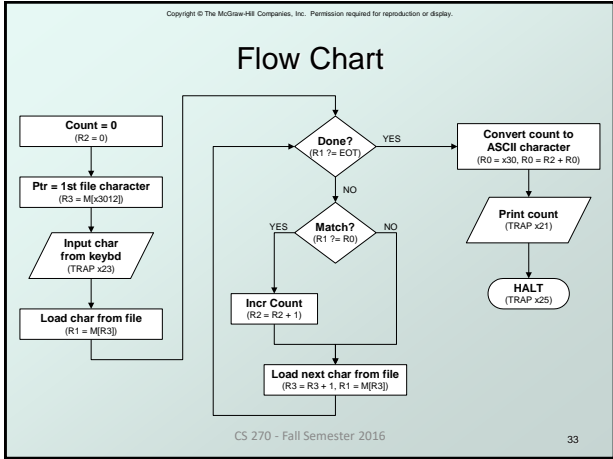 Copyright © The McGraw-Hill Companies, Inc. Permission required for reproduction or display.
Flow Chart
Count = 0
(R2 = 0)
Ptr = 1st file character
(R3 = M[x3012])
Input char
from keybd
(TRAP x23)
Load char from file
(R1 = M[R3])
Done?
(R1 ?= EOT)
YES
NO
Match?
(R1 ?= R0)
YES
NO
Incr Count
(R2 = R2 + 1)
Load next char from file
(R3 = R3 + 1, R1 = M[R3])
Convert count to
ASCII character
(R0 = x30, R0 = R2 + R0)
Print count
(TRAP x21)
HALT
(TRAP x25)
CS 270 - Fall Semester 2016
33